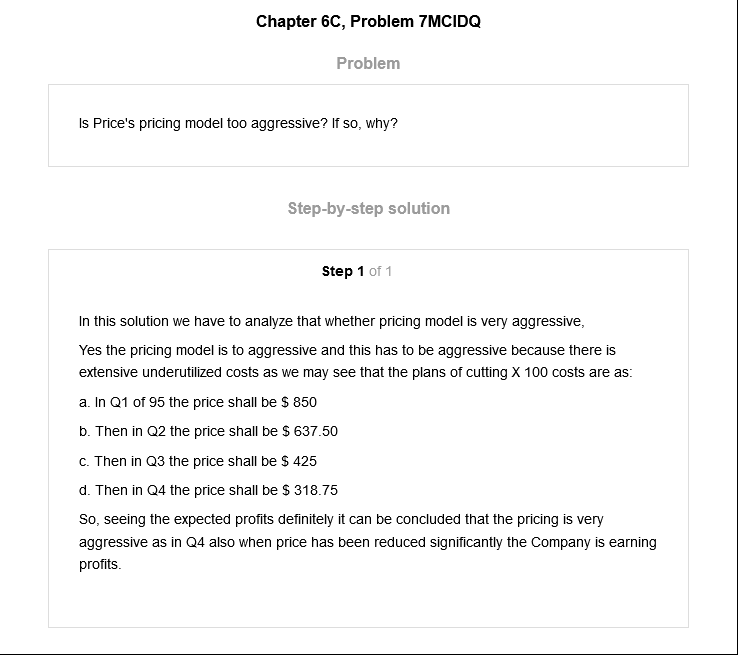 Chapter 6C, Problem 7MCIDQ
Problem
Is Price's pricing model too aggressive? If so, why?
Step-by-step solution
Step 1 of 1
In this solution we have to analyze that whether pricing model is very aggressive,
Yes the pricing model is to aggressive and this has to be aggressive because there is
extensive underutilized costs as we may see that the plans of cutting X 100 costs are as:
a. In Q1 of 95 the price shall be $ 850
b. Then in Q2 the price shall be $ 637.50
c. Then in Q3 the price shall be $ 425
d. Then in Q4 the price shall be $ 318.75
So, seeing the expected profits definitely it can be concluded that the pricing is very
aggressive as in Q4 also when price has been reduced significantly the Company is earning
profits.